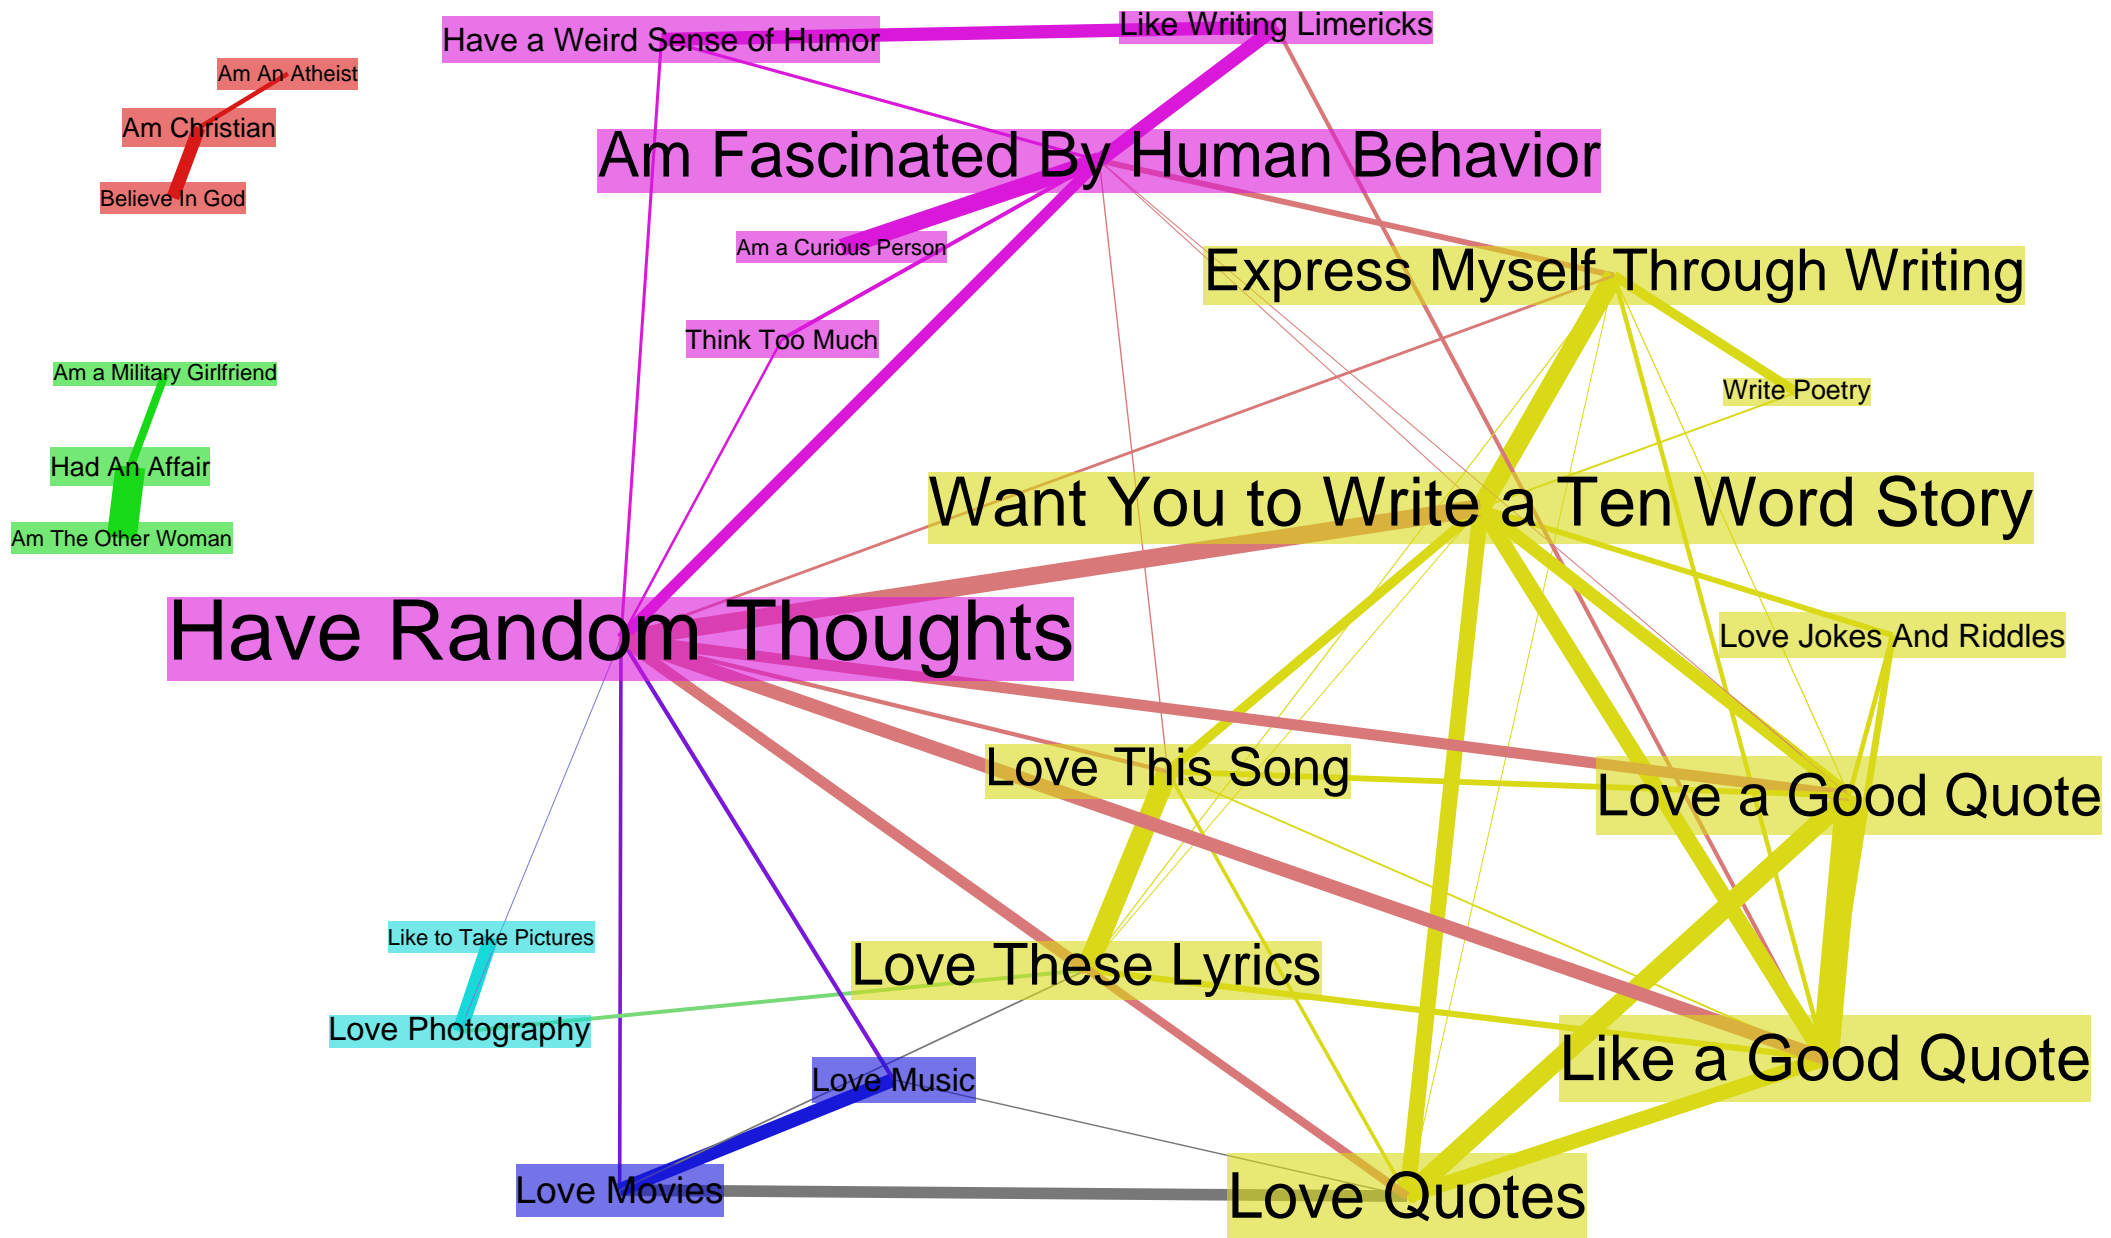 Like Writing Limericks
Have a Weird Sense of Humor
Am An Atheist
Am Christian
Am Fascinated By Human Behavior
Believe In God
Am a Curious Person
Express Myself Through Writing
Think Too Much
Am a Military Girlfriend
Write Poetry
Had An Affair
Want You to Write a Ten Word Story
Am The Other Woman
Have Random Thoughts
Love Jokes And Riddles
Love This Song
Love a Good Quote
Like to Take Pictures
Love These Lyrics
Love Photography
Like a Good Quote
Love Music
Love Movies
Love Quotes